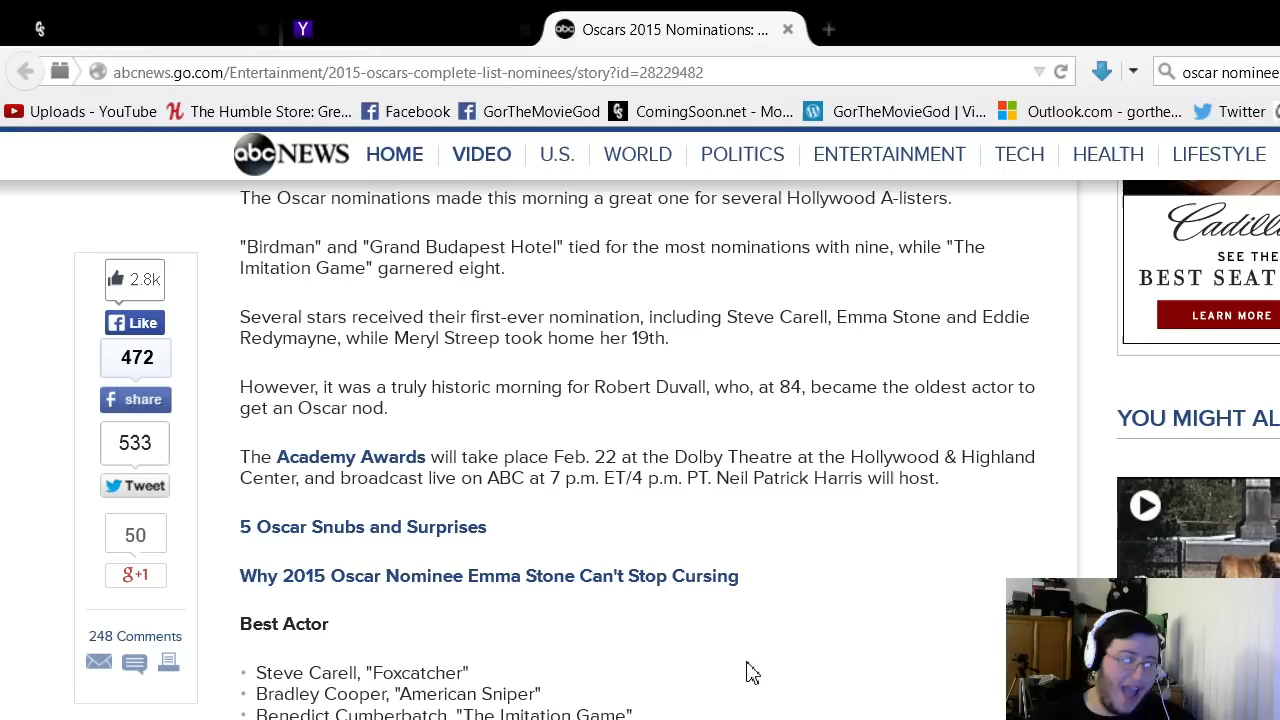 Y
abc
Oscars 2015 Nominations: ...
abcnews.go.com/Entertainment/2015-oscars-complete-list-nominees/story?id=28229482
oscar nominee
Uploads - YouTube
The Humble Store: Gre...
Facebook
GorTheMovieGod
ComingSoon.net - Mo...
GorTheMovieGod | Vi...
Outlook.com - gorthe...
Twitter
abc NEWS
HOME
VIDEO
U.S.
WORLD
POLITICS
ENTERTAINMENT
TECH
HEALTH
LIFESTYLE
The Oscar nominations made this morning a great one for several Hollywood A-listers.
"Birdman" and "Grand Budapest Hotel" tied for the most nominations with nine, while "The
Imitation Game" garnered eight.
Several stars received their first-ever nomination, including Steve Carell, Emma Stone and Eddie
Redymayne, while Meryl Streep took home her 19th.
However, it was a truly historic morning for Robert Duvall, who, at 84, became the oldest actor to
get an Oscar nod.
The Academy Awards will take place Feb. 22 at the Dolby Theatre at the Hollywood & Highland
Center, and broadcast live on ABC at 7 p.m. ET/4 p.m. PT. Neil Patrick Harris will host.
5 Oscar Snubs and Surprises
Why 2015 Oscar Nominee Emma Stone Can't Stop Cursing
Best Actor
• Steve Carell, "Foxcatcher"
• Bradley Cooper, "American Sniper"
• Benedict Cumberbatch, "The Imitation Game"
2.8k
Like
472
share
533
Tweet
50
g+1
248 Comments
Cadill
SEE THE
BEST SEAT
LEARN MORE
YOU MIGHT AL